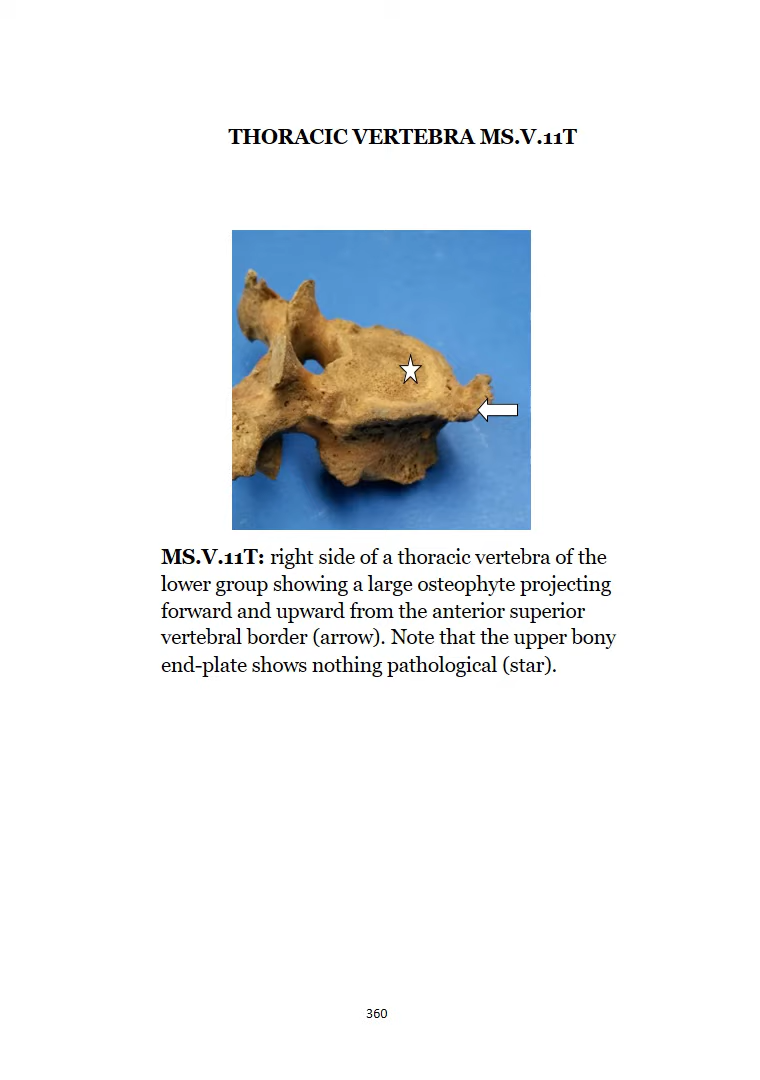 THORACIC VERTEBRA MS.V.11T
MS.V.11T: right side of a thoracic vertebra of the
lower group showing a large osteophyte projecting
forward and upward from the anterior superior
vertebral border (arrow). Note that the upper bony
end-plate shows nothing pathological (star).
360